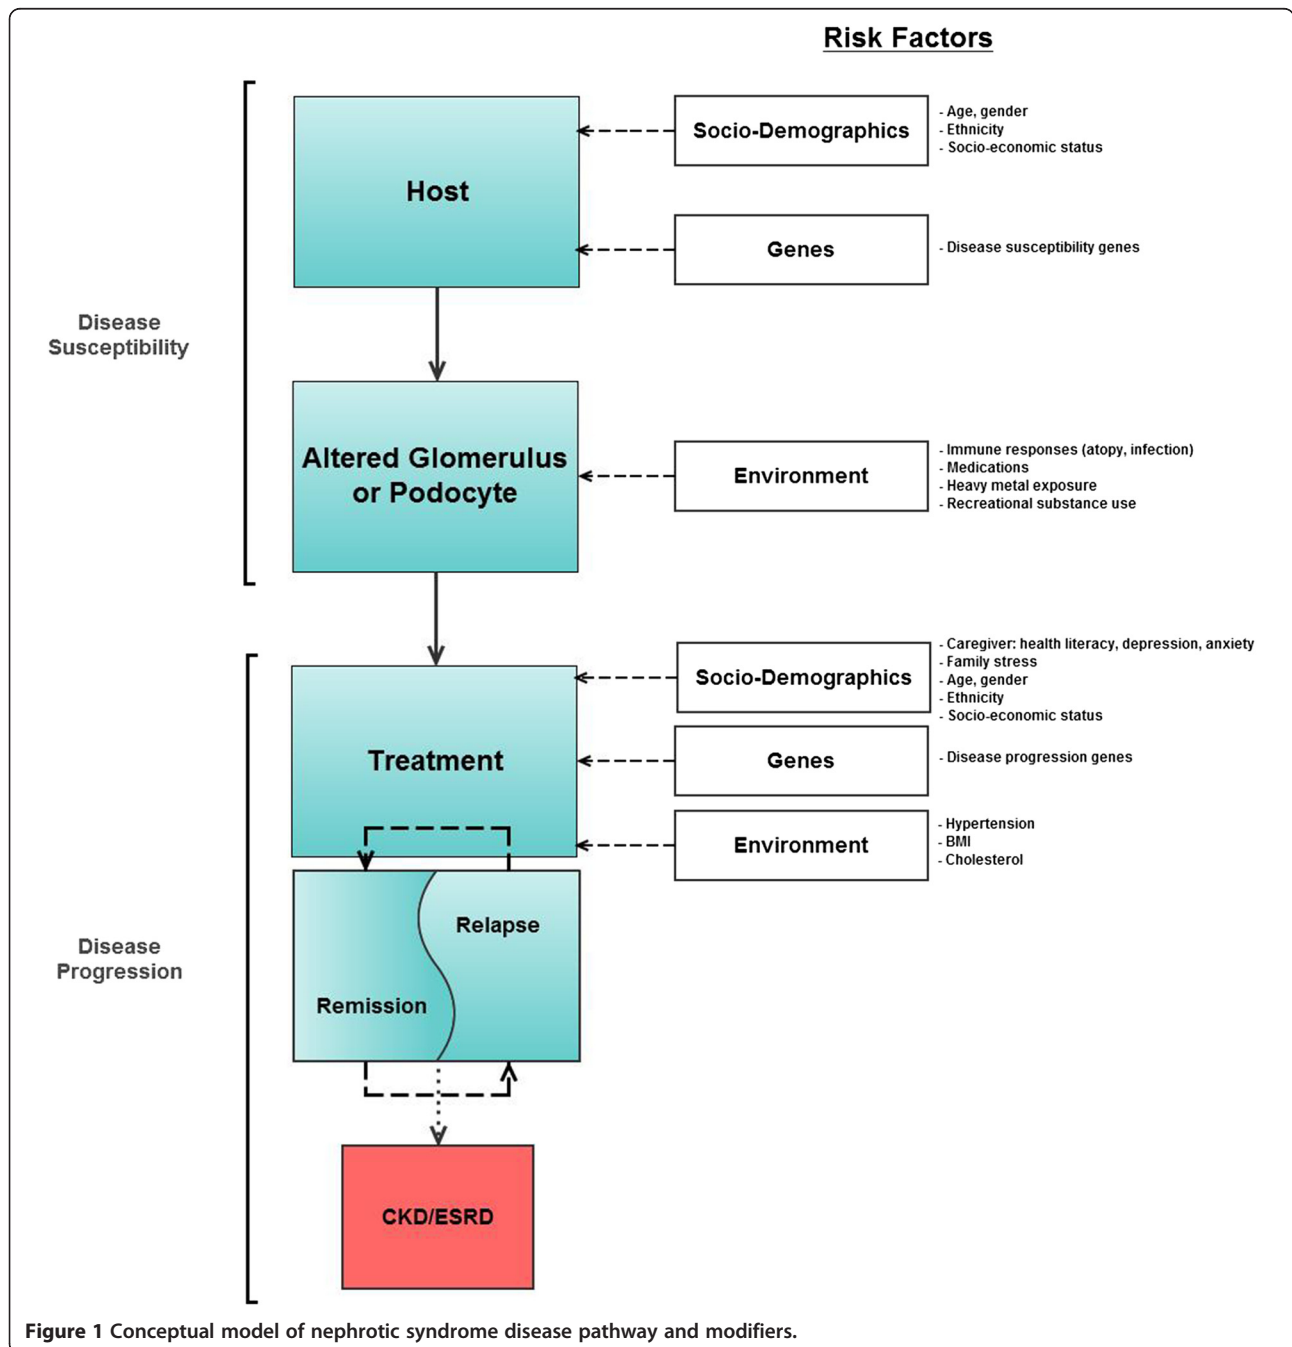 Risk Factors
Host
Socio-Demographics
- Age, gender
- Ethnicity
- Socio-economic status
Genes
- Disease susceptibility genes
Disease
Susceptibility
Altered Glomerulus
or Podocyte
Environment
- Immune responses (atopy, infection)
- Medications
- Heavy metal exposure
- Recreational substance use
Treatment
Socio-Demographics
- Caregiver: health literacy, depression, anxiety
- Family stress
- Age, gender
- Ethnicity
- Socio-economic status
Genes
- Disease progression genes
Environment
- Hypertension
- BMI
- Cholesterol
Disease
Progression
Relapse
Remission
CKD/ESRD
Figure 1 Conceptual model of nephrotic syndrome disease pathway and modifiers.